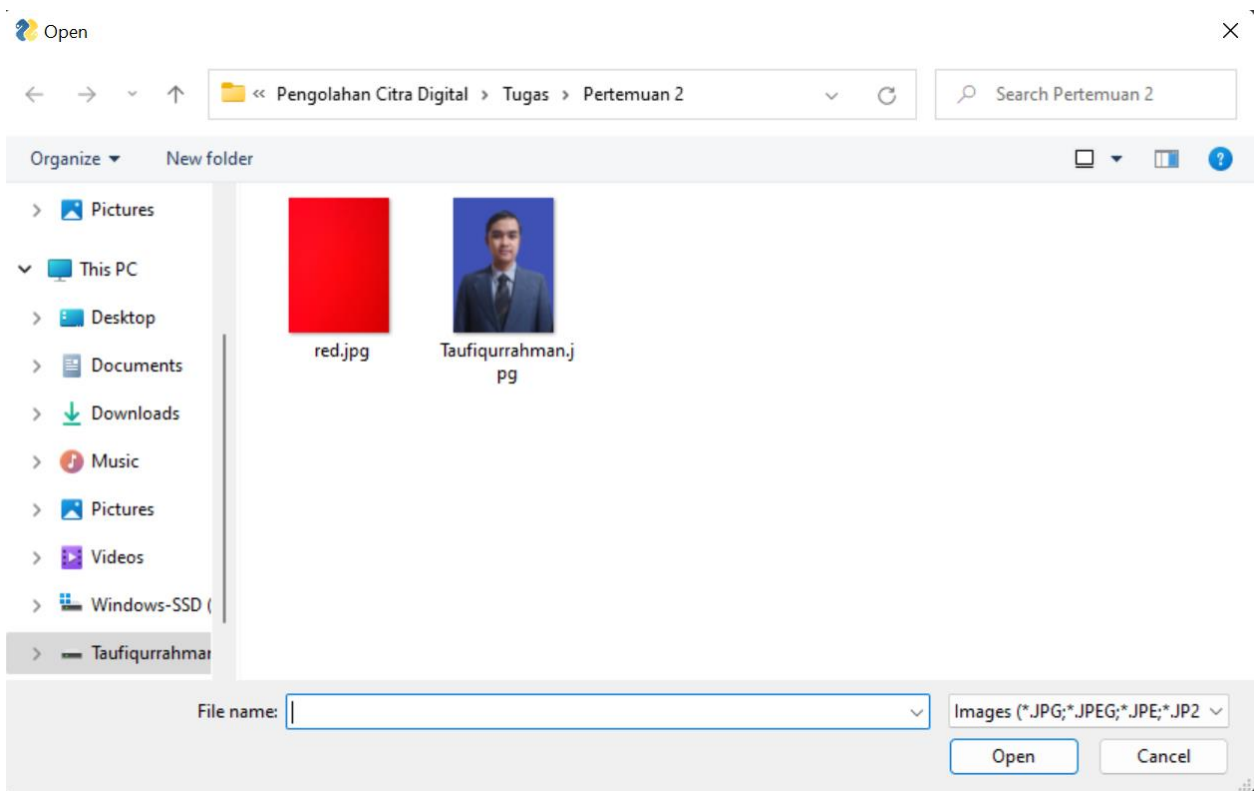 Open
« Pengolahan Citra Digital > Tugas > Pertemuan 2
Search Pertemuan 2
Organize
New folder
Pictures
This PC
Desktop
Documents
Downloads
Music
Pictures
Videos
Windows-SSD (
Taufiqurrahmar
red.jpg
Taufiqurrahman.j
pg
File name:
Images (*.JPG;*.JPEG;*.JPE;*.JP2
Open
Cancel